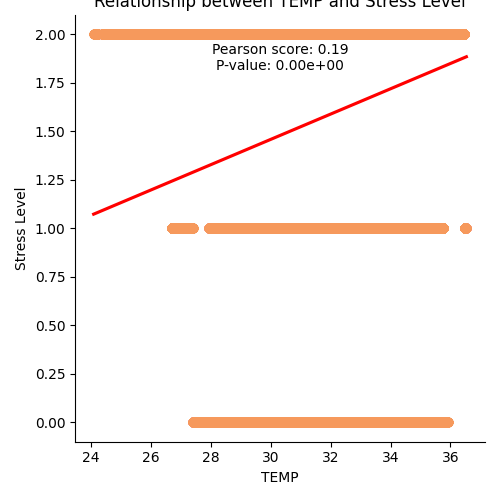 Relationship between TEMP and Stress Level
2.00
Pearson score: 0.19
P-value: 0.00e+00
1.75
1.50
1.25
1.00
0.75
0.50
0.25
0.00
Stress Level
24 26 28 30 32 34 36
TEMP